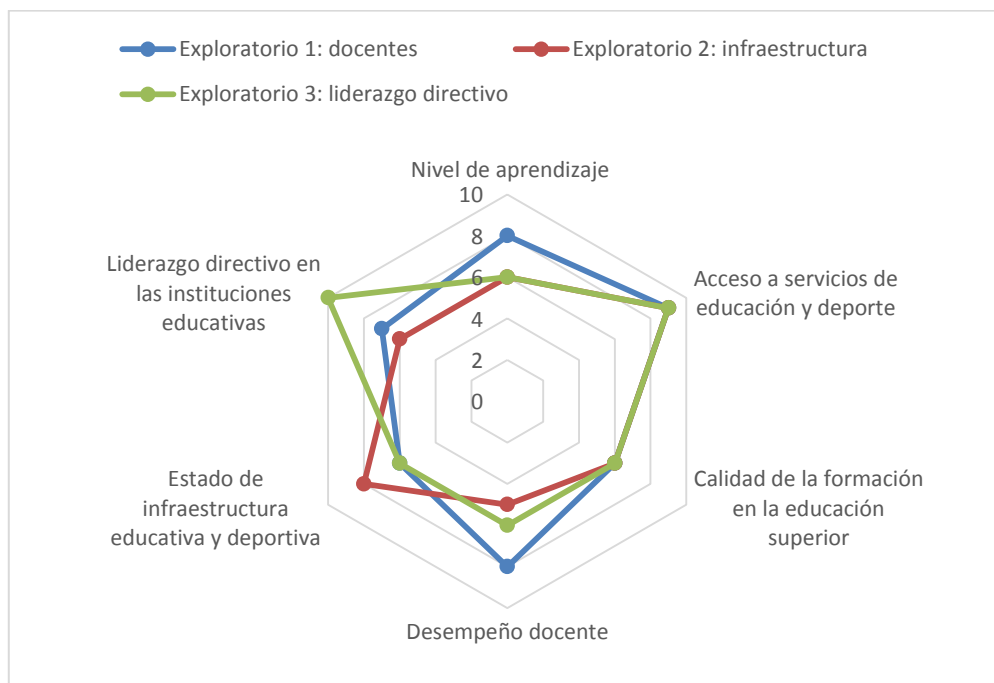 Exploratorio 1: docentes
Exploratorio 2: infraestructura
Exploratorio 3: liderazgo directivo
Nivel de aprendizaje
10
8
6
4
2
0
Acceso a servicios de
educación y deporte
Calidad de la formación
en la educación
superior
Desempeño docente
Estado de
infraestructura
educativa y deportiva
Liderazgo directivo en
las instituciones
educativas